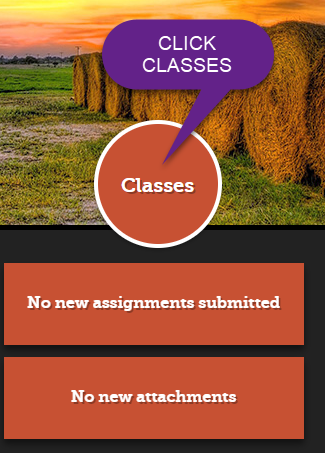 CLICK
CLASSES
Classes
No new assignments submitted
No new attachments